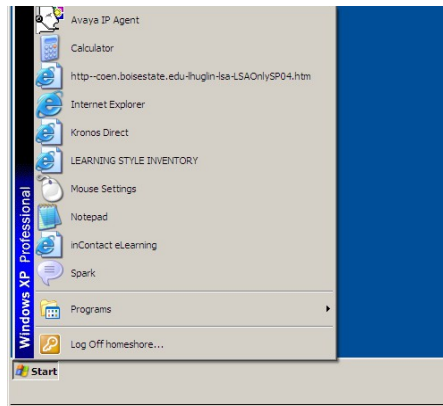 Avaya IP Agent
Calculator
http--coen.boisestate.edu-lhuglin-lsa-LSAOnlySP04.htm
Internet Explorer
Kronos Direct
LEARNING STYLE INVENTORY
Mouse Settings
Notepad
inContact eLearning
Spark
Programs
Log Off homeshore...
Windows XP Professional
Start